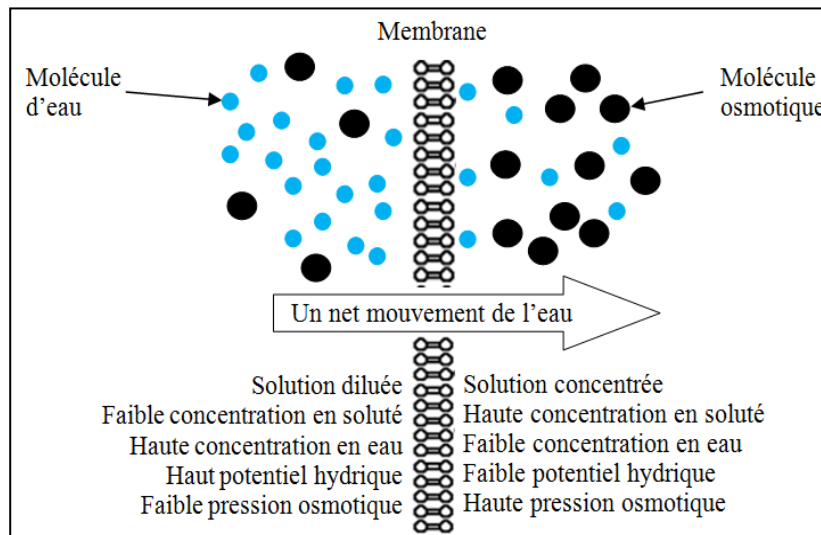 Membrane
Molécule
d'eau
Molécule
osmotique
Un net mouvement de l'eau
Solution diluée
Faible concentration en soluté
Haute concentration en eau
Haut potentiel hydrique
Faible pression osmotique
Solution concentrée
Haute concentration en soluté
Faible concentration en eau
Faible potentiel hydrique
Haute pression osmotique